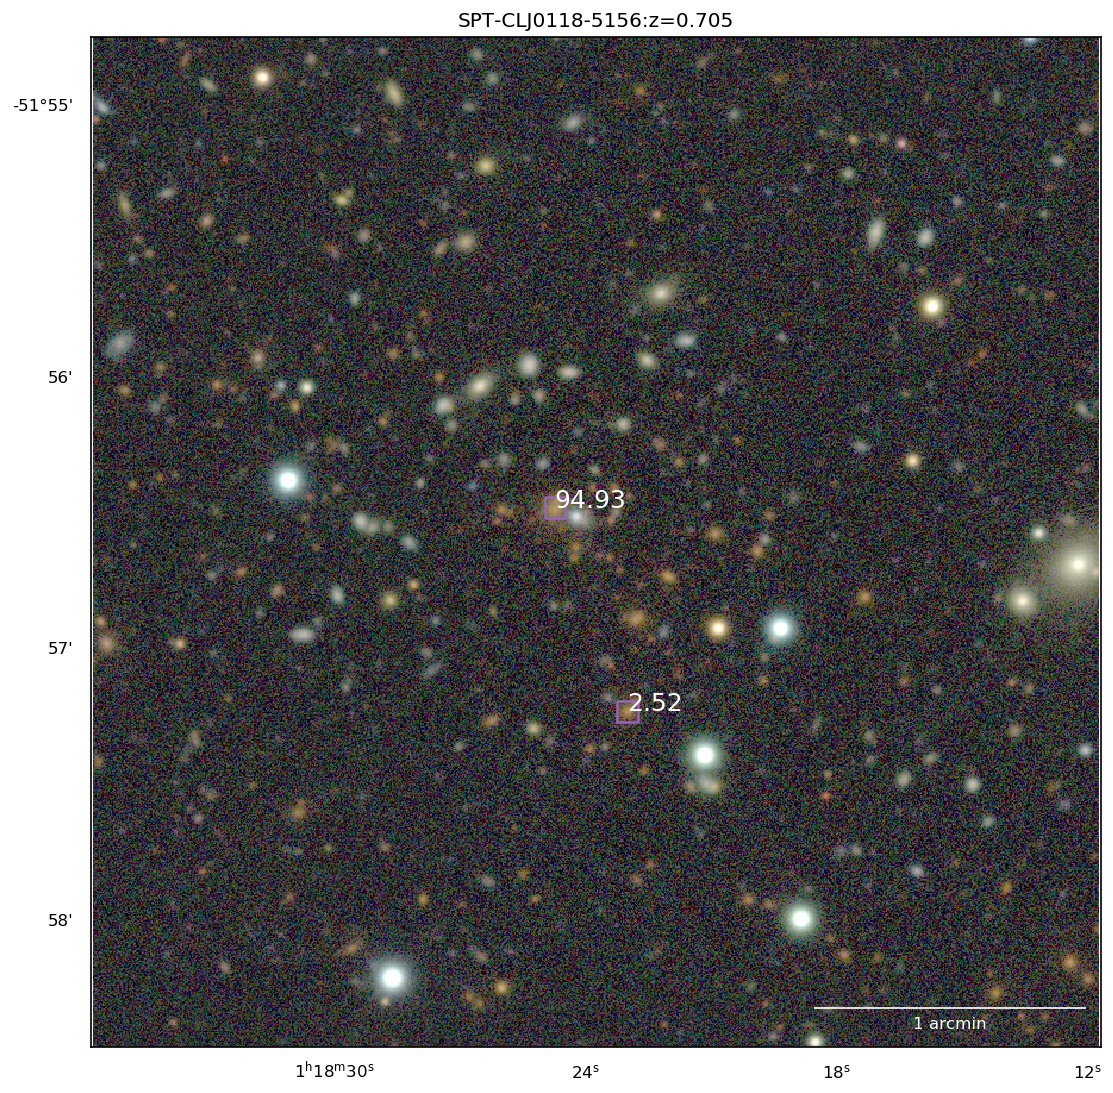 SPT-CLJ0118-5156:z=0.705
-51°55'
56'
94.93
57'
2.52
58'
1 arcmin
1ʰ18ᵐ30ˢ 24ˢ 18ˢ 12ˢ